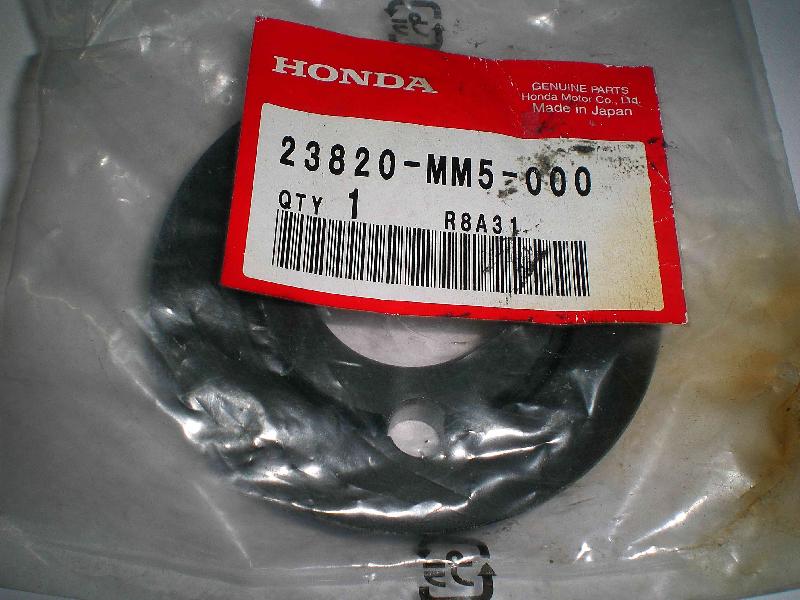 HONDA
GENUINE PARTS
Honda Motor Co., Ltd.
Made in Japan
23820-MM5-000
QTY 1 R8A31